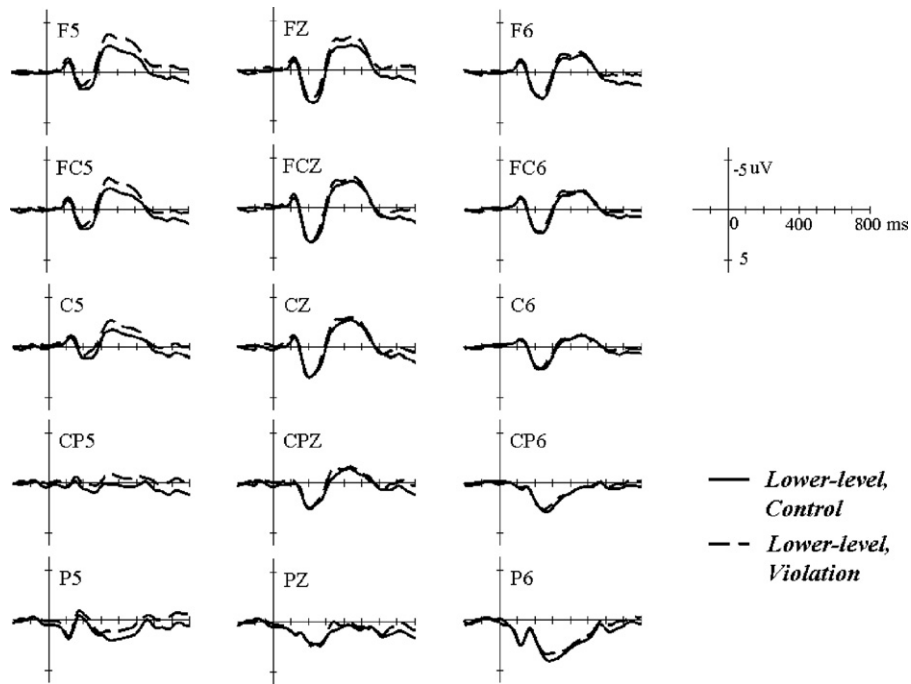 F5 FZ F6
FC5 FCZ FC6
-5 uV
0 400 800 ms
5
C5 CZ C6
CP5 CPZ CP6
Lower-level,
Control
Lower-level,
Violation
P5 PZ P6